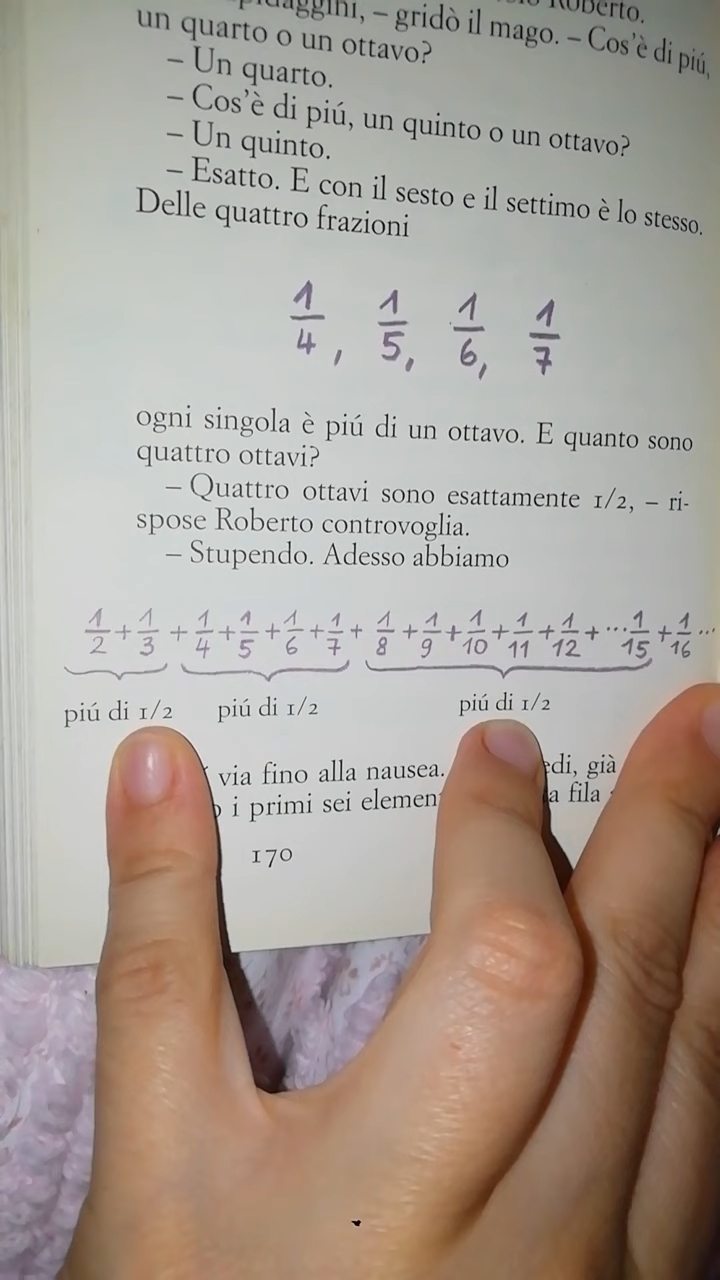 gridò il mago. – Cos'è di piú,
un quarto o un ottavo?
– Un quarto.
– Cos'è di piú, un quinto o un ottavo?
– Un quinto.
– Esatto. E con il sesto e il settimo è lo stesso.
Delle quattro frazioni
1/4, 1/5, 1/6, 1/7
ogni singola è piú di un ottavo. E quanto sono
quattro ottavi?
– Quattro ottavi sono esattamente 1/2, – ri-
spose Roberto controvoglia.
– Stupendo. Adesso abbiamo
1/2 + 1/3 + 1/4 + 1/5 + 1/6 + 1/7 + 1/8 + 1/9 + 1/10 + 1/11 + 1/12 + ... 1/15 + 1/16 ...
piú di 1/2 piú di 1/2 piú di 1/2
via fino alla nausea. già
i primi sei fila
170